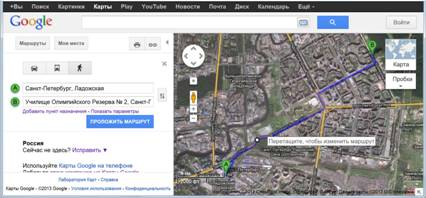 +Вы Поиск Картинки Карты Play YouTube Новости Почта Диск Календарь Ещё
Google
Войти
Маршруты Мои места
A Санкт-Петербург, Ладожская
B Училище Олимпийского Резерва № 2, Санкт-Г
Добавить пункт назначения - Показать параметры
ПРОЛОЖИТЬ МАРШРУТ
Россия
Сейчас не здесь? Исправить
Используйте Карты Google на телефоне
Лаборатория Карт - Справка
Карты Google - ©2013 Google - Условия использования - Конфиденциальность
Карта
Пробки
Перетащите, чтобы изменить маршрут